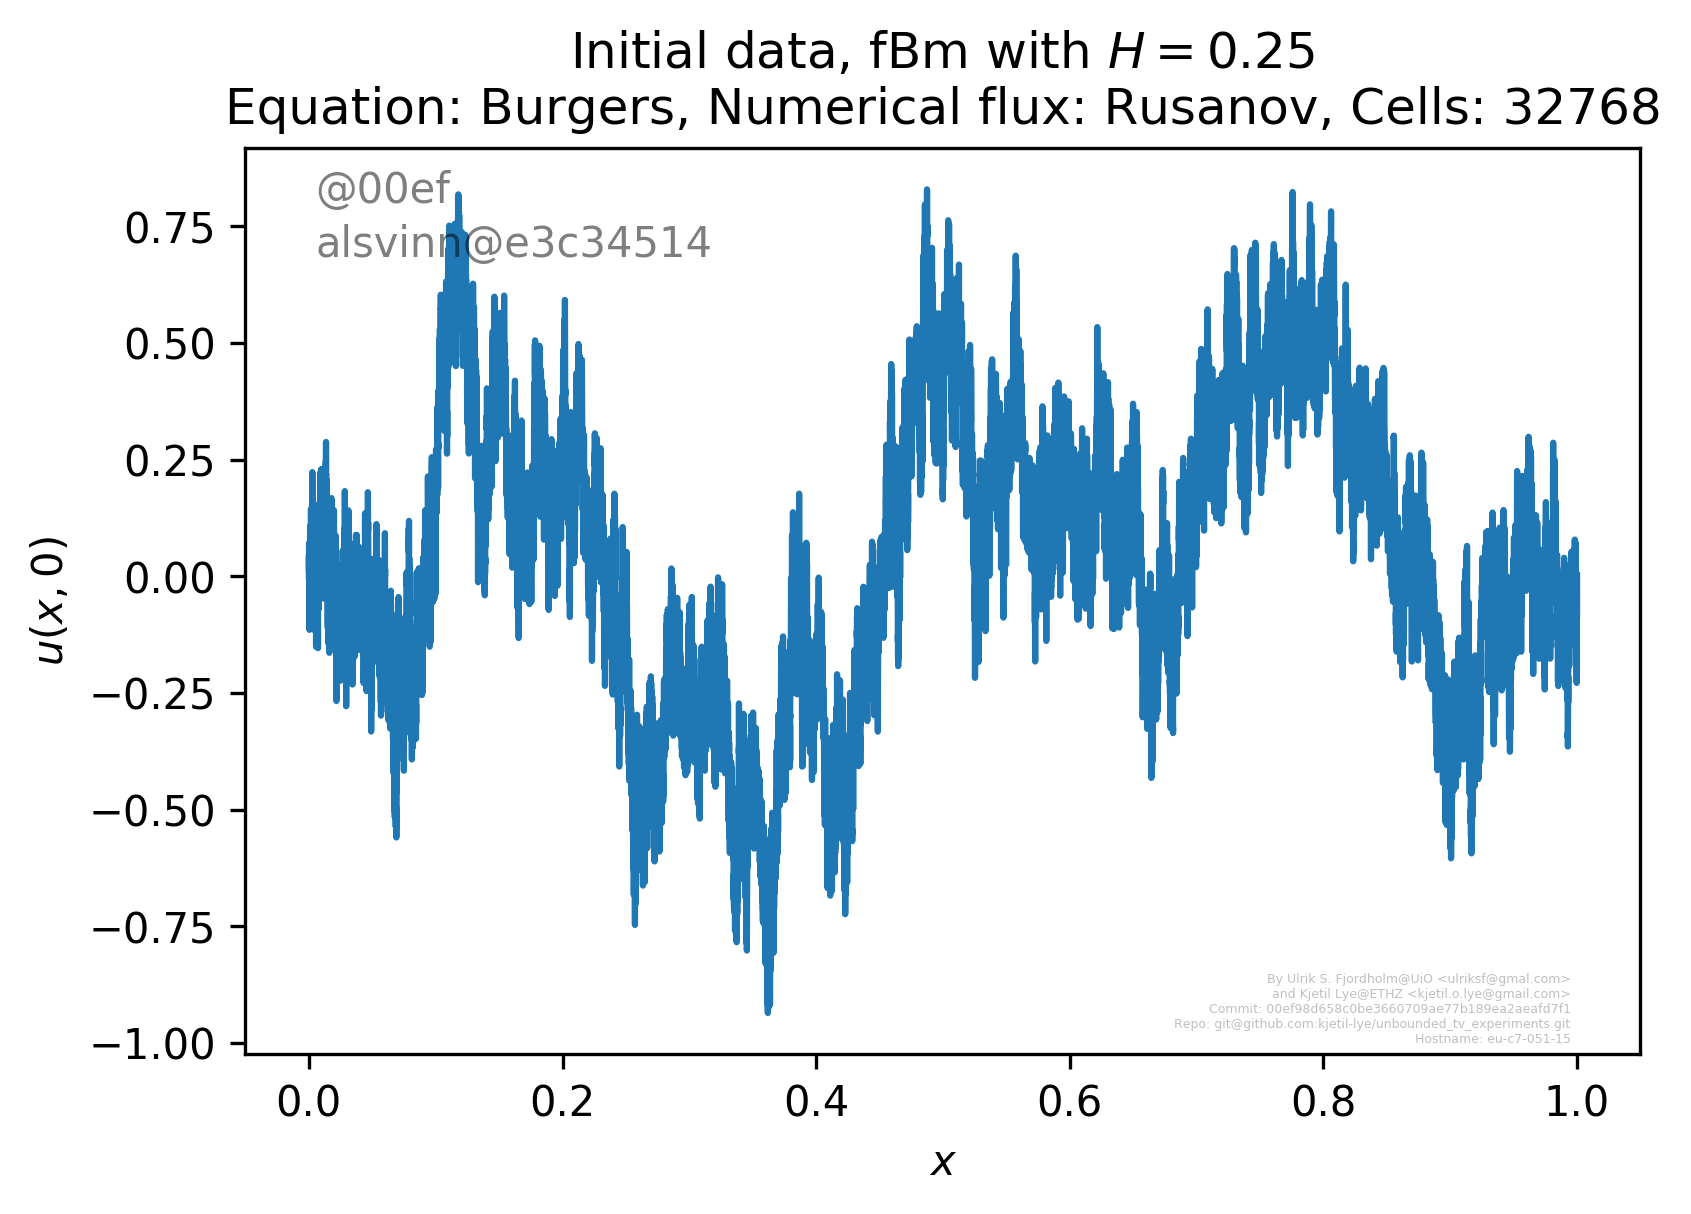 Initial data, fBm with H = 0.25
Equation: Burgers, Numerical flux: Rusanov, Cells: 32768
@00ef
alsvinn@e3c34514
0.75
0.50
0.25
0.00
−0.25
−0.50
−0.75
−1.00
u(x, 0)
By Ulrik S. Fjordholm@UiO <ulriksf@gmal.com>
and Kjetil Lye@ETHZ <kjetil.o.lye@gmail.com>
Commit: 00ef98d658c0be3660709ae77b189ea2aeafd7f1
Repo: git@github.com:kjetil-lye/unbounded_tv_experiments.git
Hostname: eu-c7-051-15
0.0 0.2 0.4 0.6 0.8 1.0
x